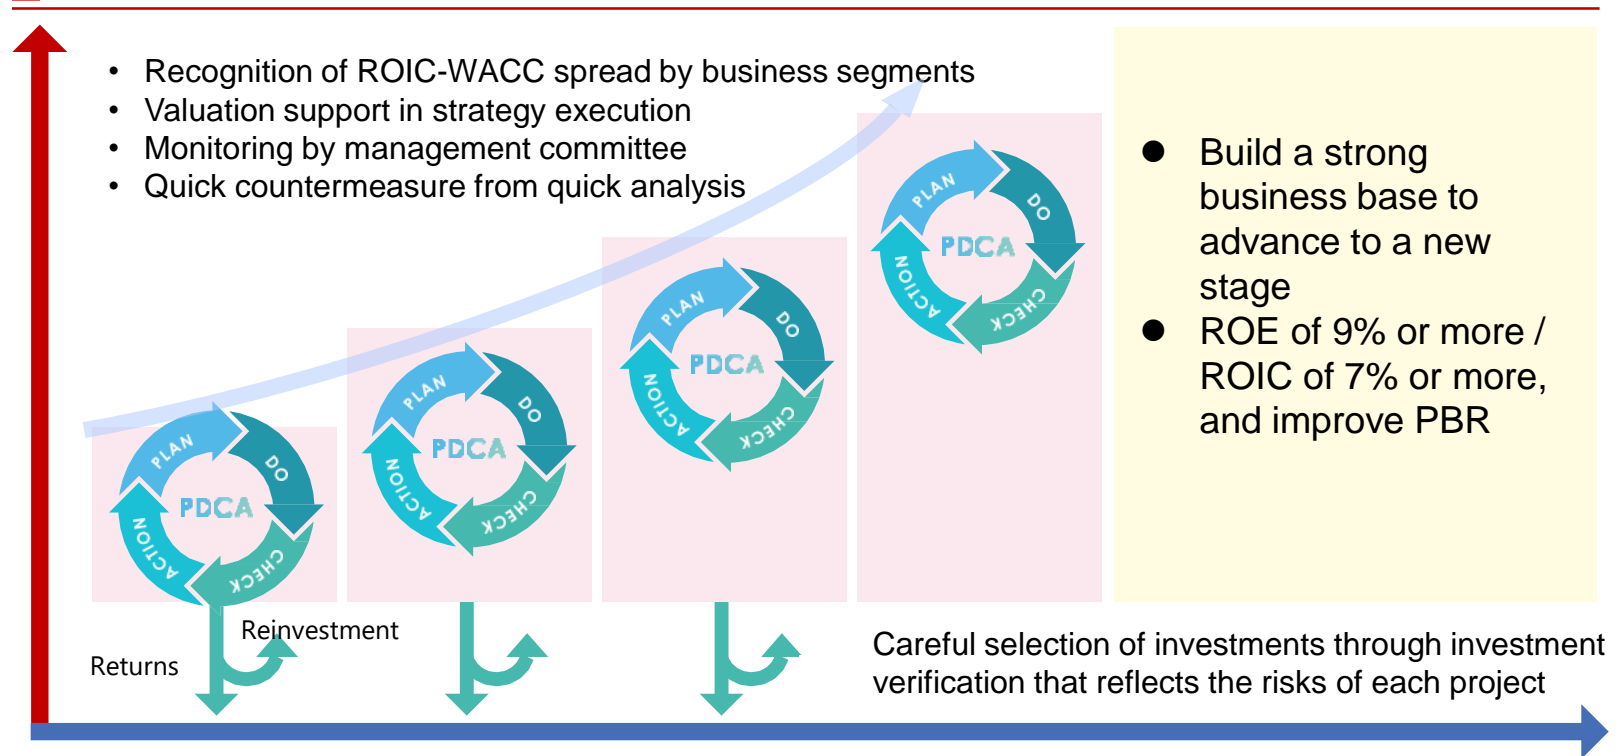 • Recognition of ROIC-WACC spread by business segments
• Valuation support in strategy execution
• Monitoring by management committee
• Quick countermeasure from quick analysis
● Build a strong
business base to
advance to a new
stage
● ROE of 9% or more /
ROIC of 7% or more,
and improve PBR
PLAN
DO
CHECK
ACTION
PDCA
PLAN
DO
CHECK
ACTION
PDCA
PLAN
DO
CHECK
ACTION
PDCA
PLAN
DO
CHECK
ACTION
PDCA
Reinvestment
Returns
Careful selection of investments through investment
verification that reflects the risks of each project